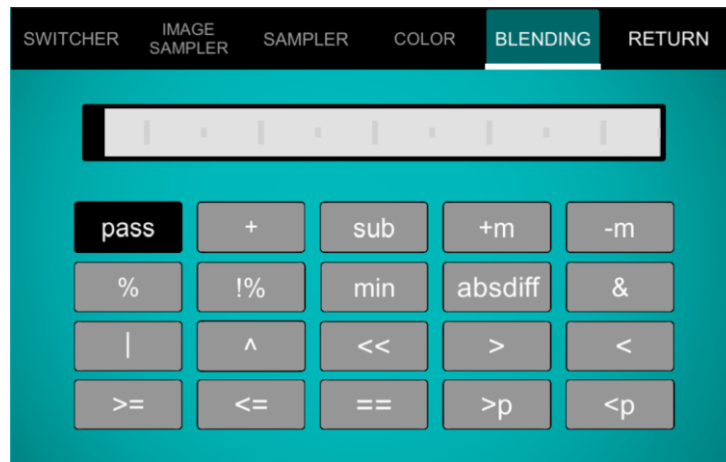 SWITCHER IMAGE SAMPLER SAMPLER COLOR BLENDING RETURN
pass + sub +m -m
% !% min absdiff &
| ^ << > <
>= <= == >p <p